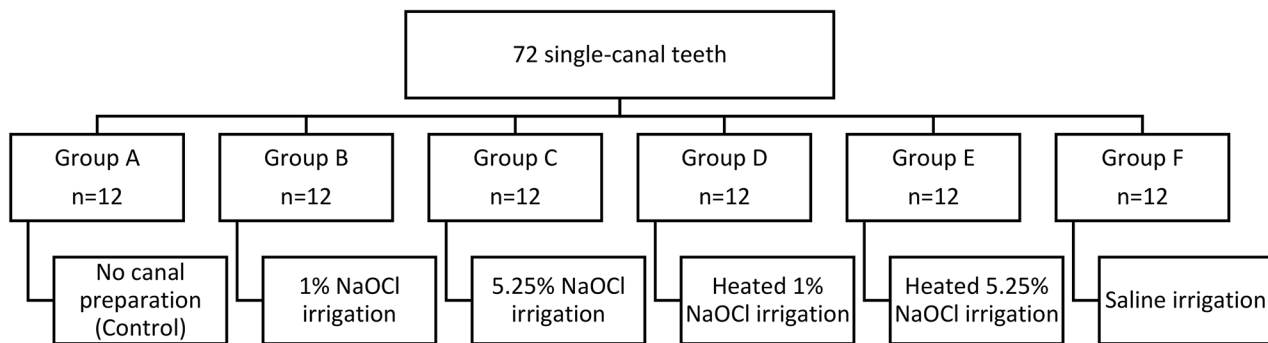 72 single-canal teeth
Group A
n=12
Group B
n=12
Group C
n=12
Group D
n=12
Group E
n=12
Group F
n=12
No canal
preparation
(Control)
1% NaOCl
irrigation
5.25% NaOCl
irrigation
Heated 1%
NaOCl irrigation
Heated 5.25%
NaOCl irrigation
Saline irrigation